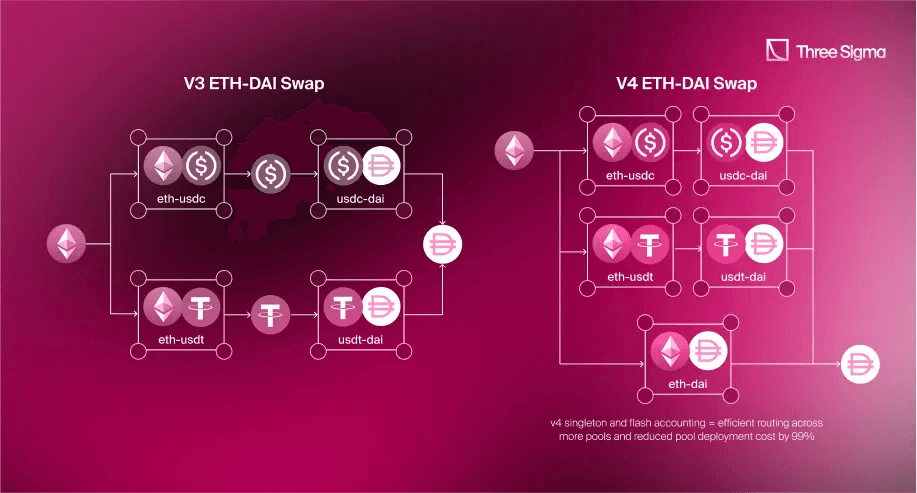 Three Sigma
V3 ETH-DAI Swap
eth-usdc
usdc-dai
eth-usdt
usdt-dai
V4 ETH-DAI Swap
eth-usdc
usdc-dai
eth-usdt
usdt-dai
eth-dai
v4 singleton and flash accounting = efficient routing across
more pools and reduced pool deployment cost by 99%